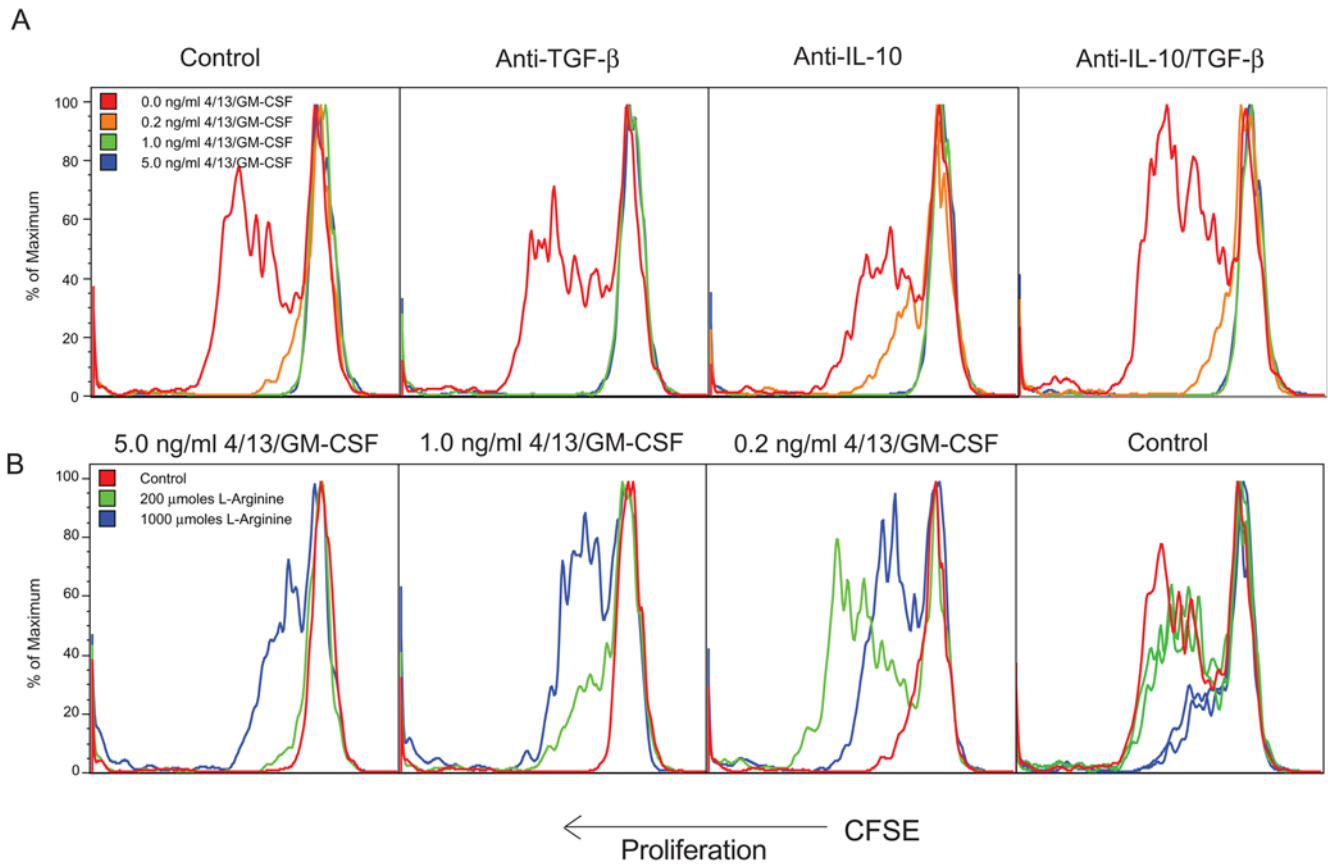 A
Control
Anti-TGF-β
Anti-IL-10
Anti-IL-10/TGF-β
100
80
60
40
20
0
% of Maximum
0.0 ng/ml 4/13/GM-CSF
0.2 ng/ml 4/13/GM-CSF
1.0 ng/ml 4/13/GM-CSF
5.0 ng/ml 4/13/GM-CSF
B
5.0 ng/ml 4/13/GM-CSF
1.0 ng/ml 4/13/GM-CSF
0.2 ng/ml 4/13/GM-CSF
Control
100
80
60
40
20
0
% of Maximum
Control
200 μmoles L-Arginine
1000 μmoles L-Arginine
CFSE
Proliferation